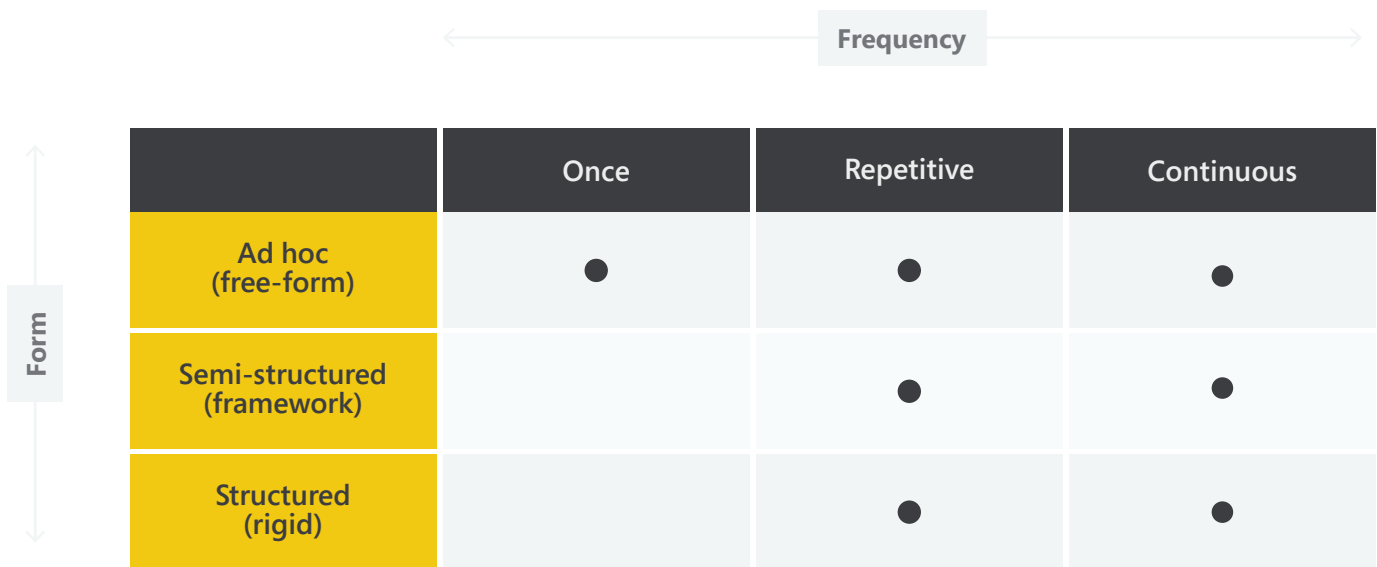 Frequency
Once
Repetitive
Continuous
Ad hoc
(free-form)
Form
Semi-structured
(framework)
Structured
(rigid)